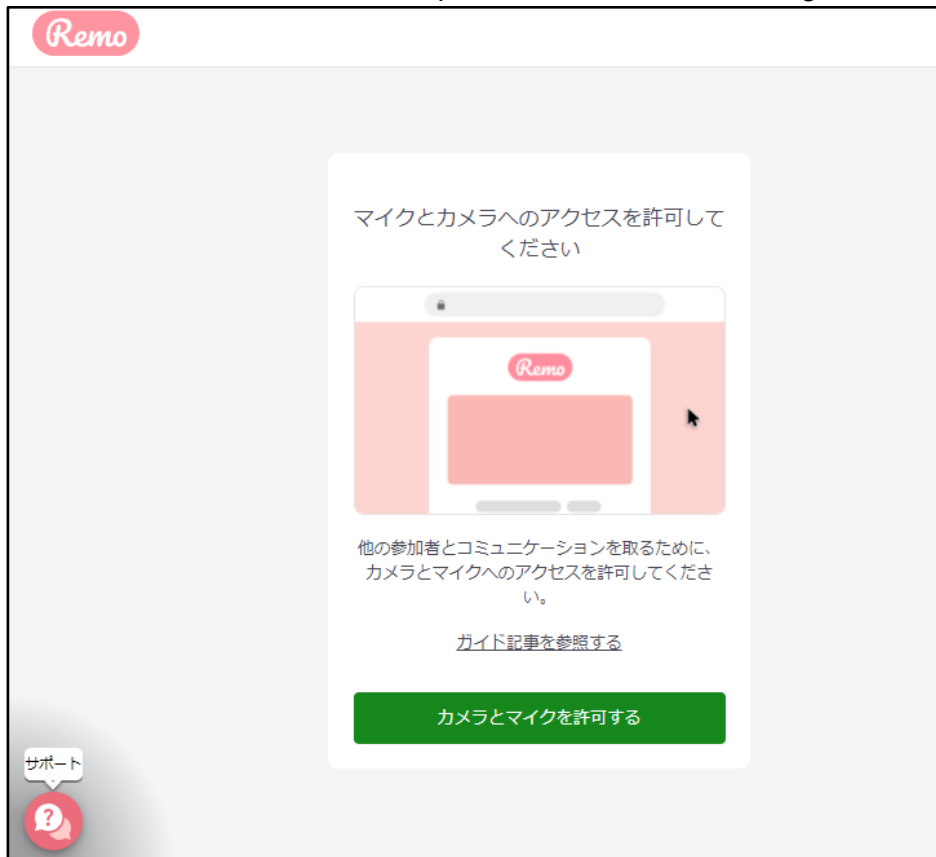 Remo
マイクとカメラへのアクセスを許可して
ください
Remo
他の参加者とコミュニケーションを取るために、
カメラとマイクへのアクセスを許可してくださ
い。
ガイド記事を参照する
カメラとマイクを許可する
サポート
?